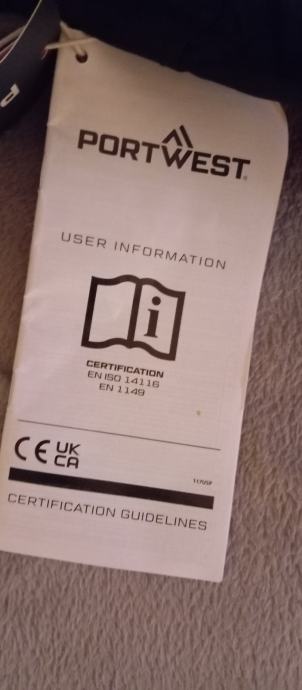 PORTWEST
USER INFORMATION
i
CERTIFICATION
EN ISO 14116
EN 1149
CE UK
CA
CERTIFICATION GUIDELINES